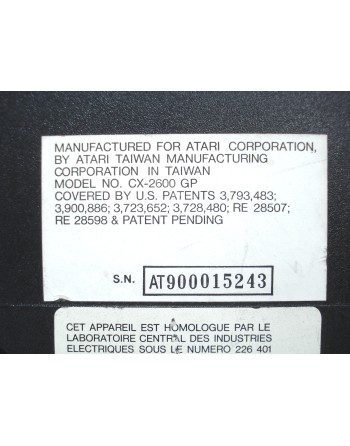 MANUFACTURED FOR ATARI CORPORATION,
BY ATARI TAIWAN MANUFACTURING
CORPORATION IN TAIWAN
MODEL NO. CX-2600 GP
COVERED BY U.S. PATENTS 3,793,483;
3,900,886; 3,723,652; 3,728,480; RE 28507;
RE 28598 & PATENT PENDING
S.N. AT900015243
CET APPAREIL EST HOMOLOGUE PAR LE
LABORATOIRE CENTRAL DES INDUSTRIES
ELECTRIQUES SOUS LE NUMERO 226 401